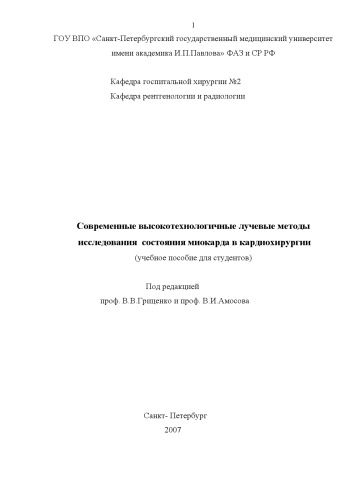 1
ГОУ ВПО «Санкт-Петербургский государственный медицинский университет
имени академика И.П.Павлова» ФАЗ и СР РФ
Кафедра госпитальной хирургии №2
Кафедра рентгенологии и радиологии
Современные высокотехнологичные лучевые методы
исследования состояния миокарда в кардиохирургии
(учебное пособие для студентов)
Под редакцией
проф. В.В.Гриценко и проф. В.И.Амосова
Санкт- Петербург
2007